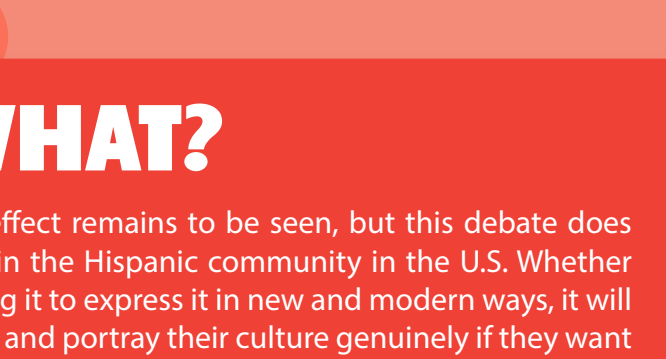 WHAT?
effect remains to be seen, but this debate does
in the Hispanic community in the U.S. Whether
g it to express it in new and modern ways, it will
and portray their culture genuinely if they want